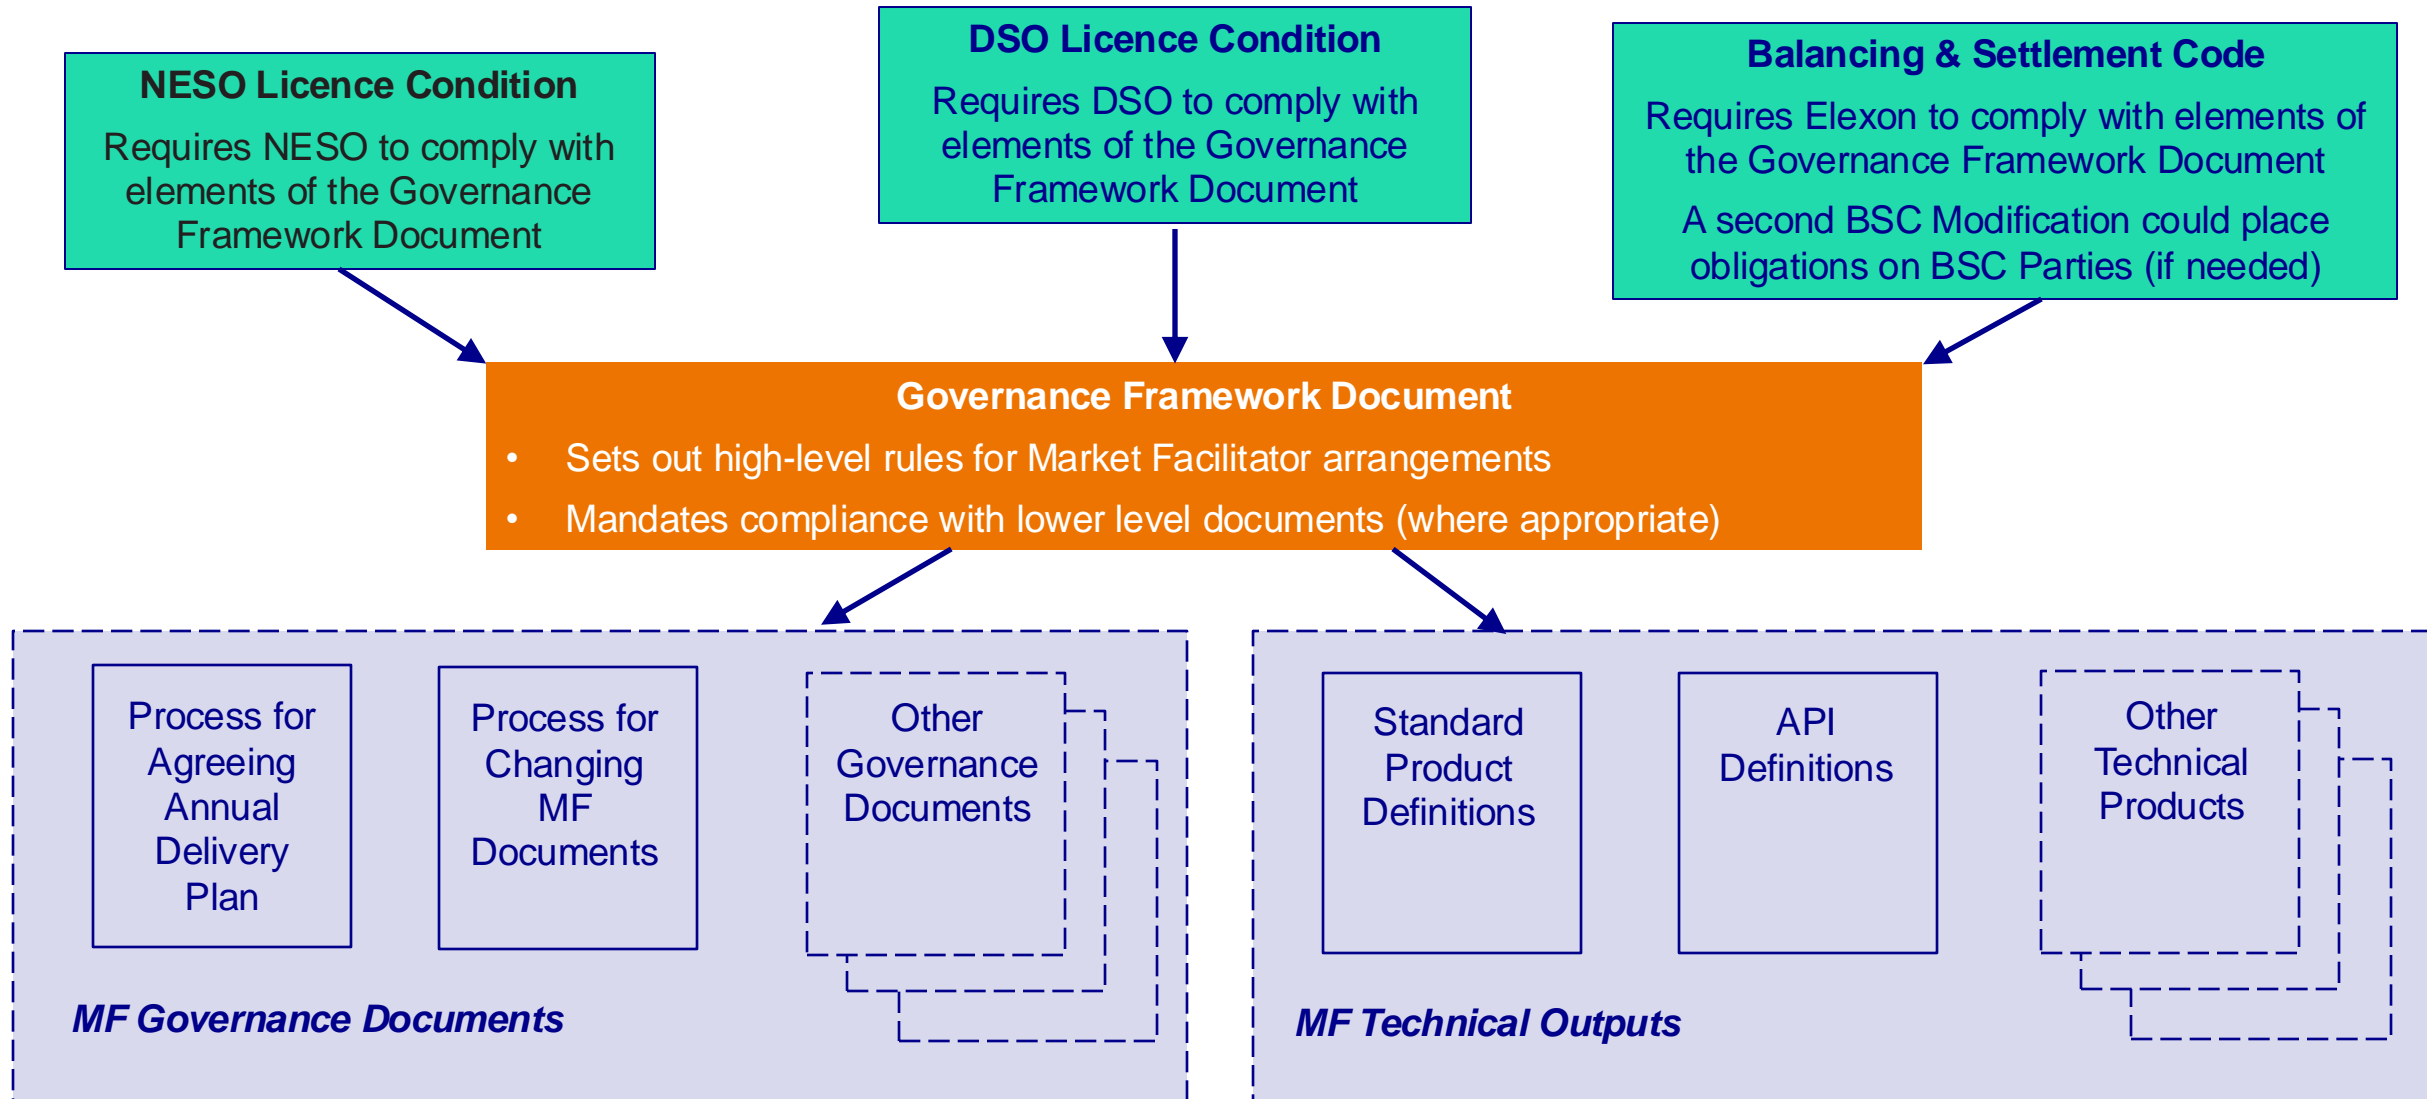 NESO Licence Condition
Requires NESO to comply with
elements of the Governance
Framework Document
DSO Licence Condition
Requires DSO to comply with
elements of the Governance
Framework Document
Balancing & Settlement Code
Requires Elexon to comply with elements of
the Governance Framework Document
A second BSC Modification could place
obligations on BSC Parties (if needed)
Governance Framework Document
• Sets out high-level rules for Market Facilitator arrangements
• Mandates compliance with lower level documents (where appropriate)
Process for
Agreeing
Annual
Delivery
Plan
Process for
Changing
MF
Documents
Other
Governance
Documents
MF Governance Documents
Standard
Product
Definitions
API
Definitions
Other
Technical
Products
MF Technical Outputs